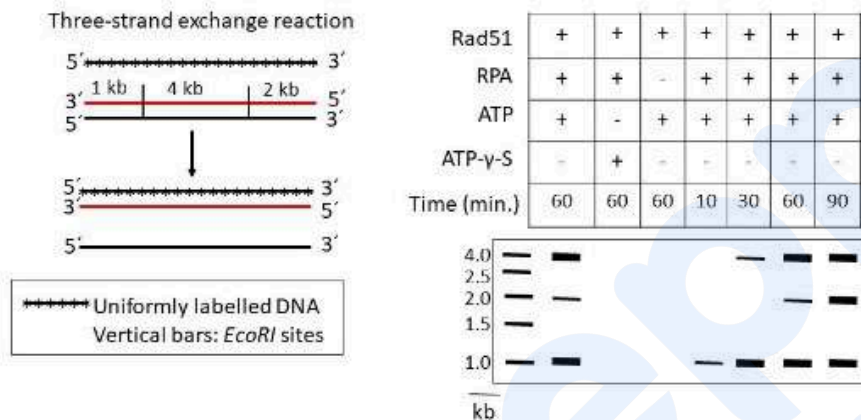 Three-strand exchange reaction
5´ 3´
1 kb 4 kb 2 kb
3´ 5´
5´ 3´
5´ 3´
3´ 5´
5´ 3´
Uniformly labelled DNA
Vertical bars: EcoRI sites
Rad51 + + + + + + +
RPA + + - + + + +
ATP + - + + + + +
ATP-γ-S - + - - - - -
Time (min.) 60 60 60 10 30 60 90
4.0
2.5
2.0
1.5
1.0
kb